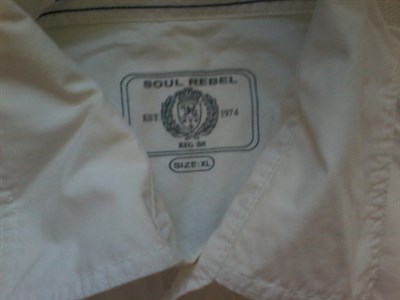 SOUL REBEL
EST 1974
REG BR
SIZE: XL